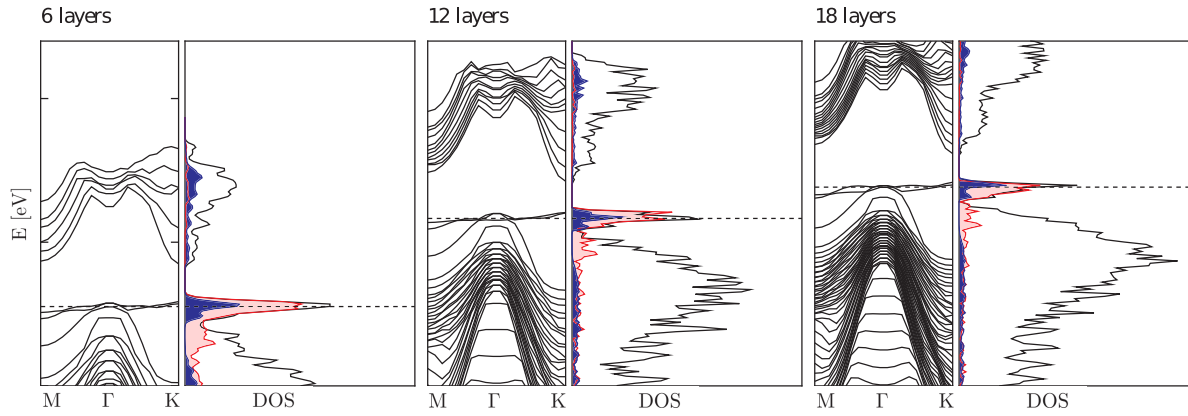 6 layers
12 layers
18 layers
E [eV]
M Γ K DOS
M Γ K DOS
M Γ K DOS